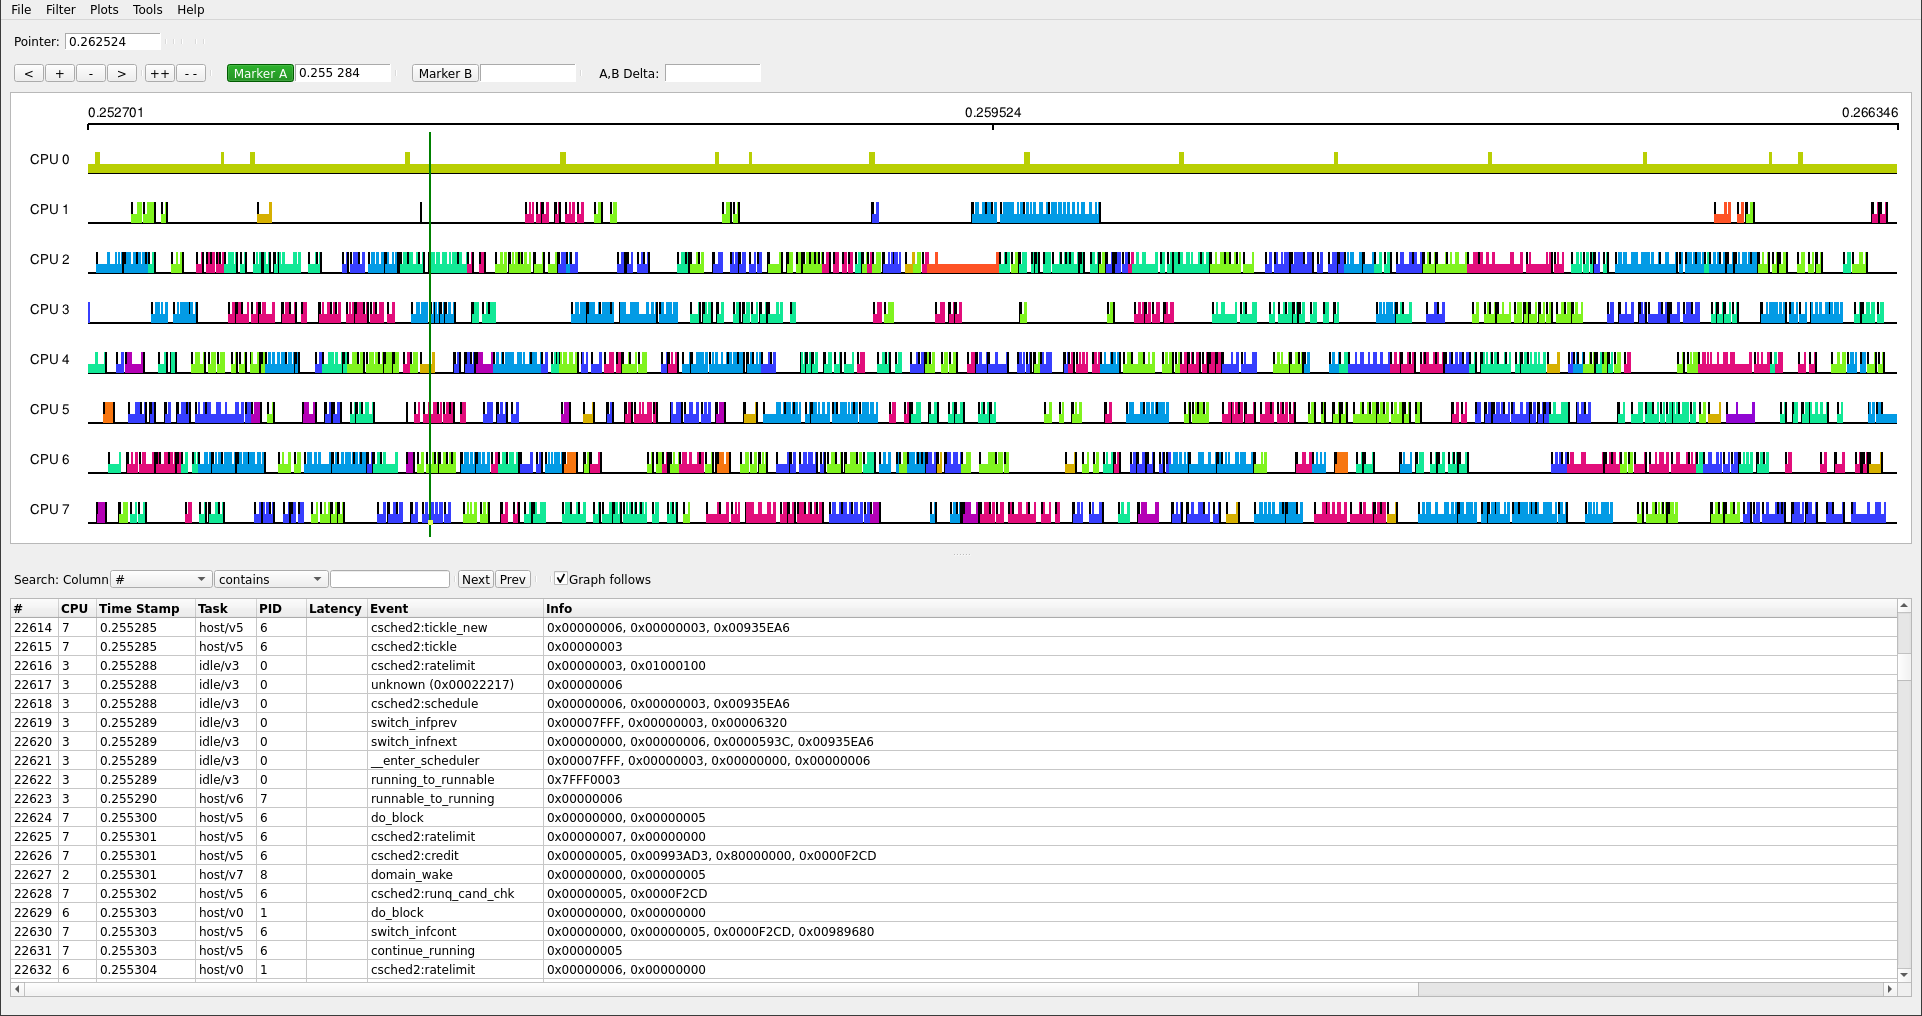 File Filter Plots Tools Help
Pointer: 0.262524
< + - > ++ - - Marker A 0.255 284 Marker B A,B Delta:
0.252701 0.259524 0.266346
CPU 0
CPU 1
CPU 2
CPU 3
CPU 4
CPU 5
CPU 6
CPU 7
Search: Column # contains Next Prev Graph follows
# CPU Time Stamp Task PID Latency Event Info
22614 7 0.255285 host/v5 6 csched2:tickle_new 0x00000006, 0x00000003, 0x00935EA6
22615 7 0.255285 host/v5 6 csched2:tickle 0x00000003
22616 3 0.255288 idle/v3 0 csched2:ratelimit 0x00000003, 0x01000100
22617 3 0.255288 idle/v3 0 unknown (0x00022217) 0x00000006
22618 3 0.255288 idle/v3 0 csched2:schedule 0x00000006, 0x00000003, 0x00935EA6
22619 3 0.255289 idle/v3 0 switch_infprev 0x00007FFF, 0x00000003, 0x00006320
22620 3 0.255289 idle/v3 0 switch_infnext 0x00000000, 0x00000006, 0x0000593C, 0x00935EA6
22621 3 0.255289 idle/v3 0 __enter_scheduler 0x00007FFF, 0x00000003, 0x00000000, 0x00000006
22622 3 0.255289 idle/v3 0 running_to_runnable 0x7FFF0003
22623 3 0.255290 host/v6 7 runnable_to_running 0x00000006
22624 7 0.255300 host/v5 6 do_block 0x00000000, 0x00000005
22625 7 0.255301 host/v5 6 csched2:ratelimit 0x00000007, 0x00000000
22626 7 0.255301 host/v5 6 csched2:credit 0x00000005, 0x00993AD3, 0x80000000, 0x0000F2CD
22627 2 0.255301 host/v7 8 domain_wake 0x00000000, 0x00000005
22628 7 0.255302 host/v5 6 csched2:runq_cand_chk 0x00000005, 0x0000F2CD
22629 6 0.255303 host/v0 1 do_block 0x00000000, 0x00000000
22630 7 0.255303 host/v5 6 switch_infcont 0x00000000, 0x00000005, 0x0000F2CD, 0x00989680
22631 7 0.255303 host/v5 6 continue_running 0x00000005
22632 6 0.255304 host/v0 1 csched2:ratelimit 0x00000006, 0x00000000